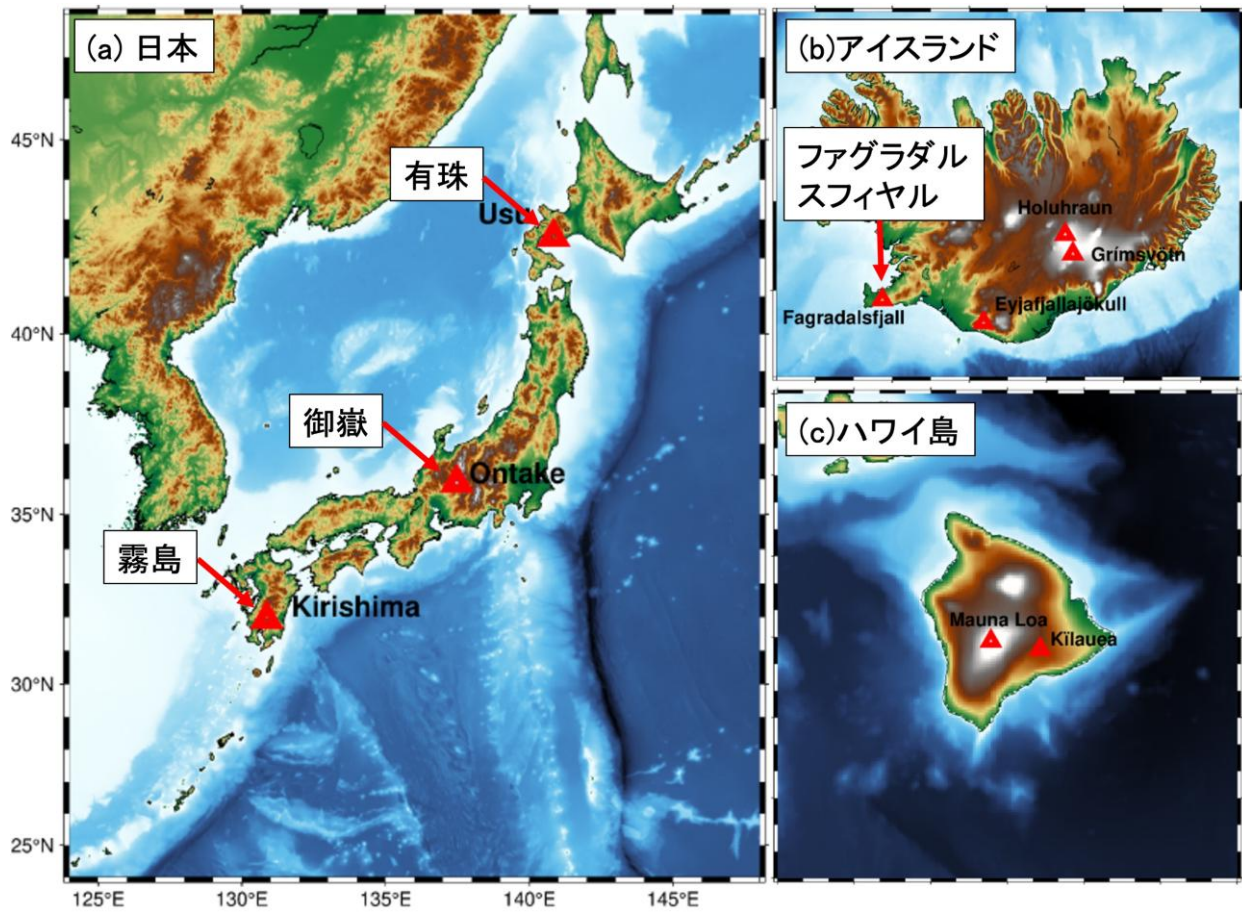 (a) 日本
45°N
40°N
35°N
30°N
25°N
125°E
130°E
135°E
140°E
145°E
有珠
Usu
御嶽
Ontake
霧島
Kirishima
(b)アイスランド
ファグラダル
スフィヤル
Holuhraun
Grímsvötn
Eyjafjallajökull
Fagradalsfjall
(c)ハワイ島
Mauna Loa
Kīlauea